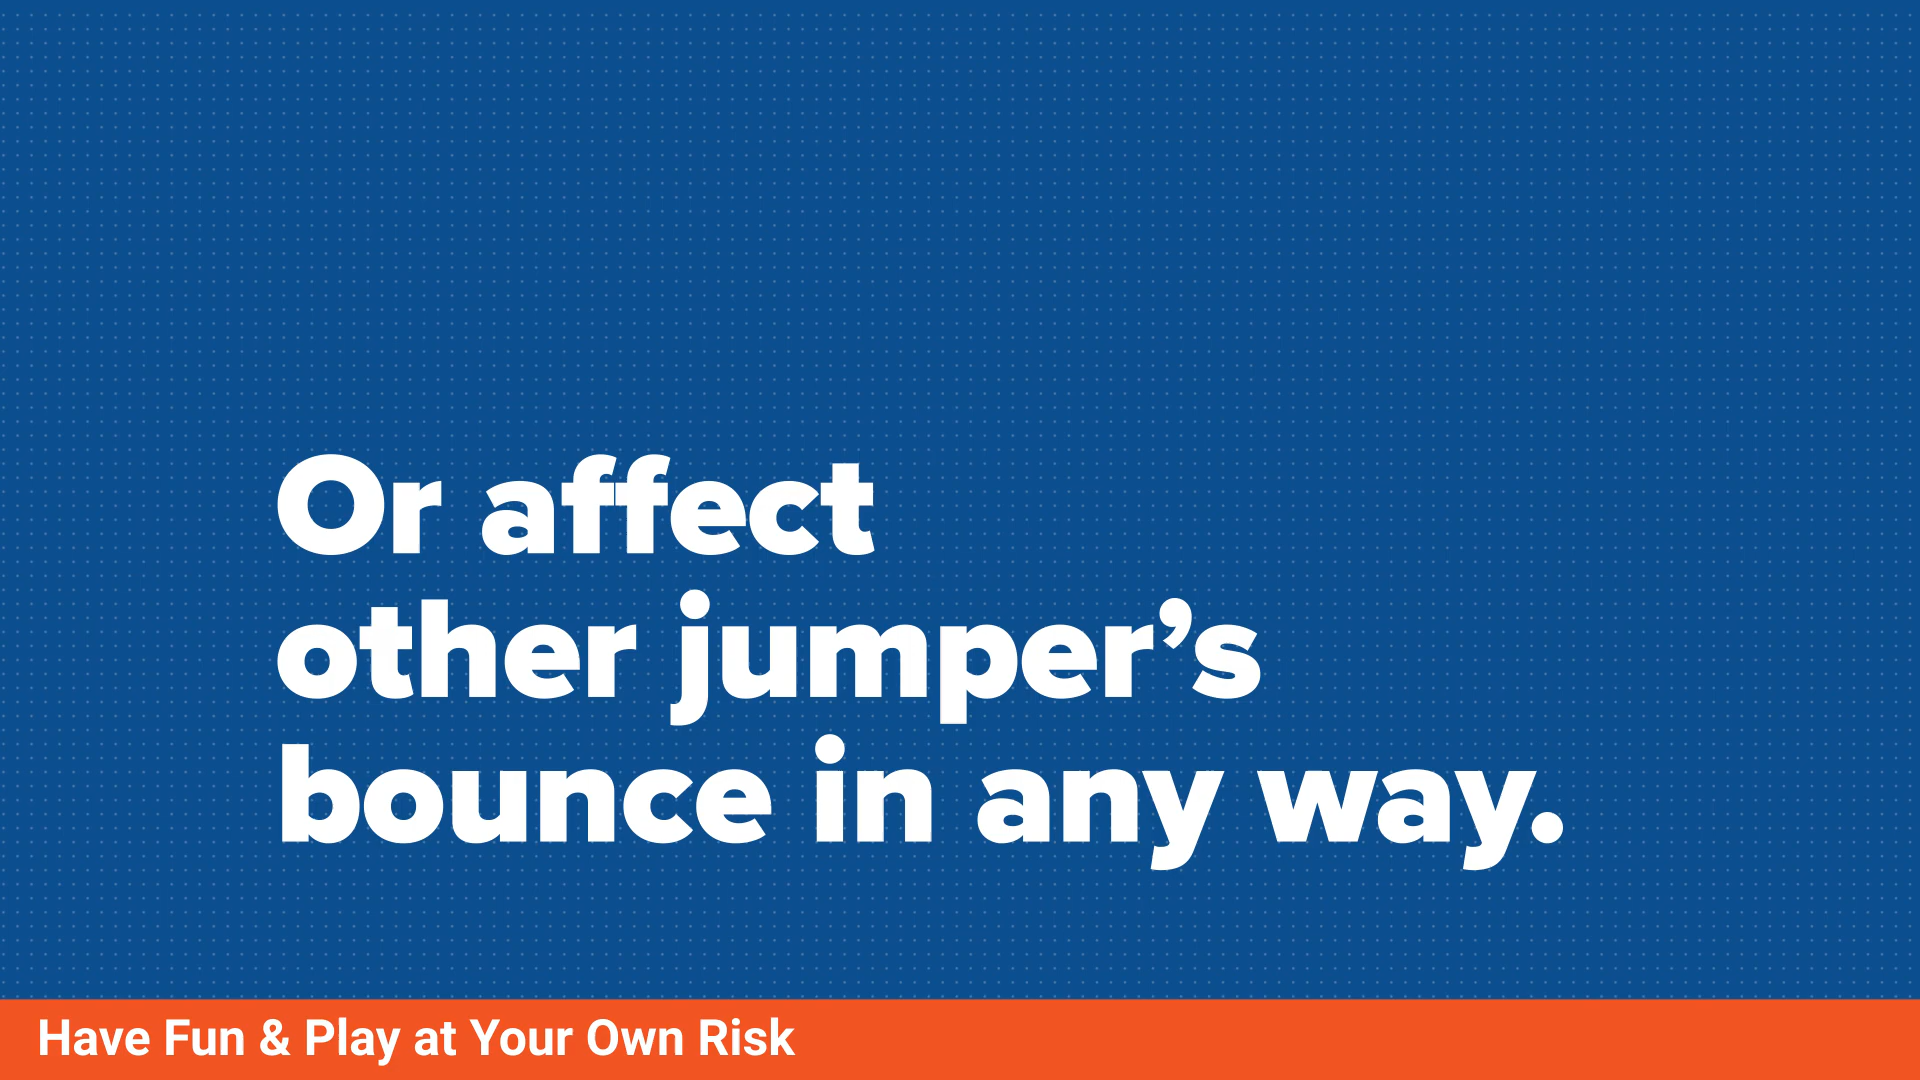 Or affect
other jumper’s
bounce in any way.
Have Fun & Play at Your Own Risk